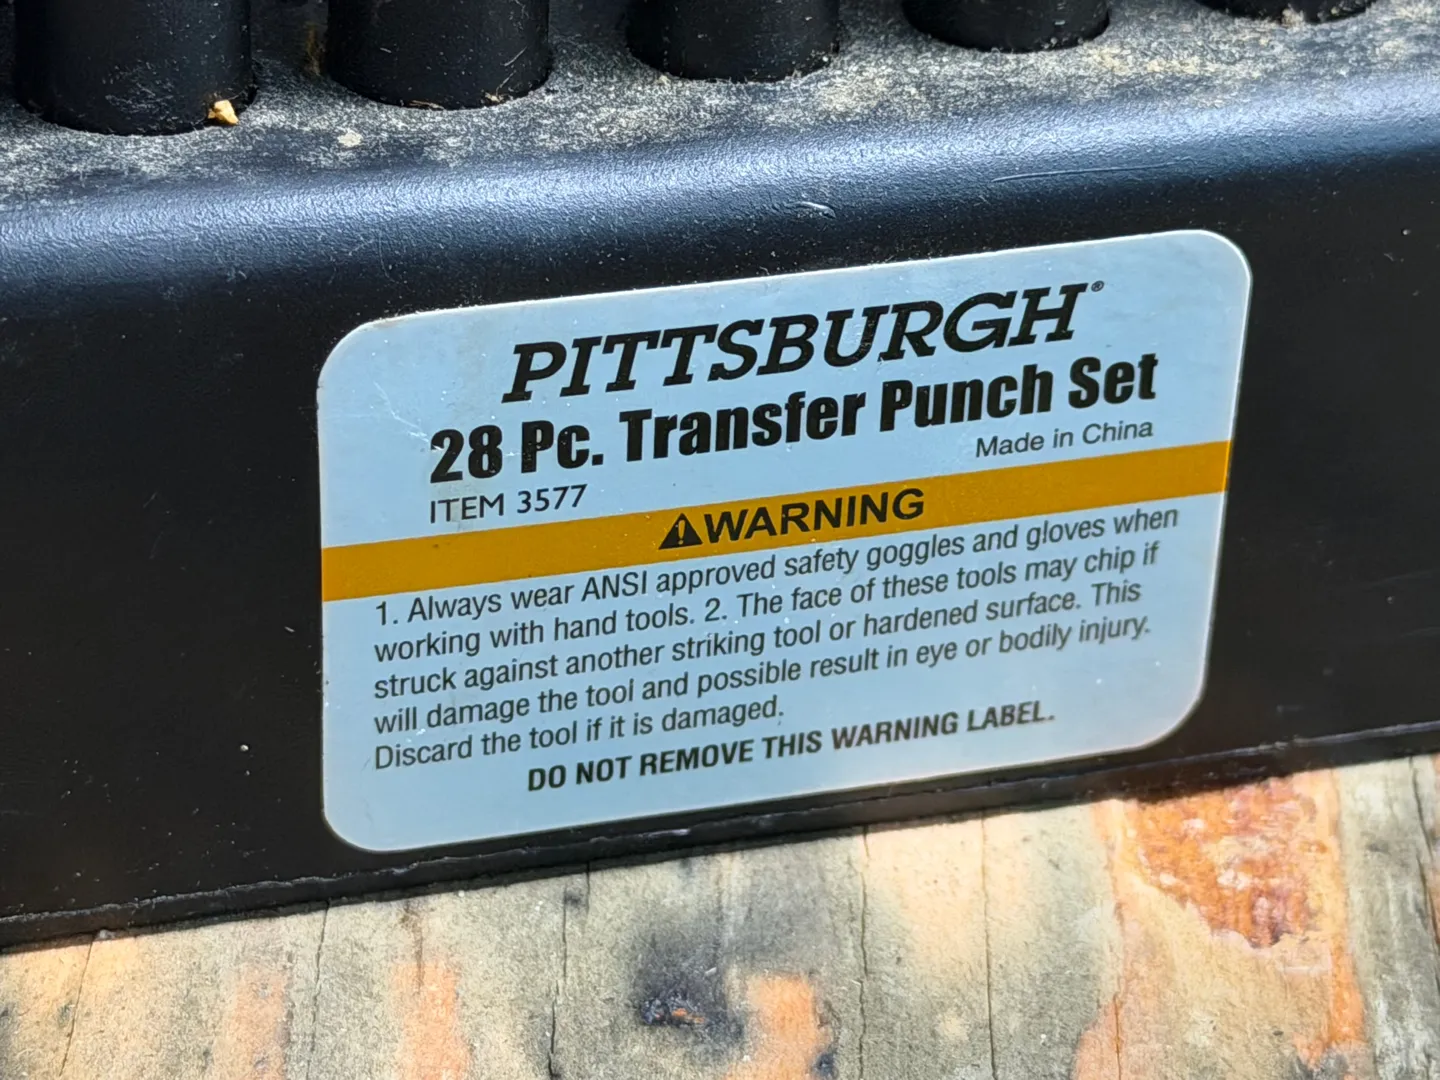 PITTSBURGH®
28 Pc. Transfer Punch Set
Made in China
ITEM 3577
⚠WARNING
1. Always wear ANSI approved safety goggles and gloves when
working with hand tools. 2. The face of these tools may chip if
struck against another striking tool or hardened surface. This
will damage the tool and possible result in eye or bodily injury.
Discard the tool if it is damaged.
DO NOT REMOVE THIS WARNING LABEL.